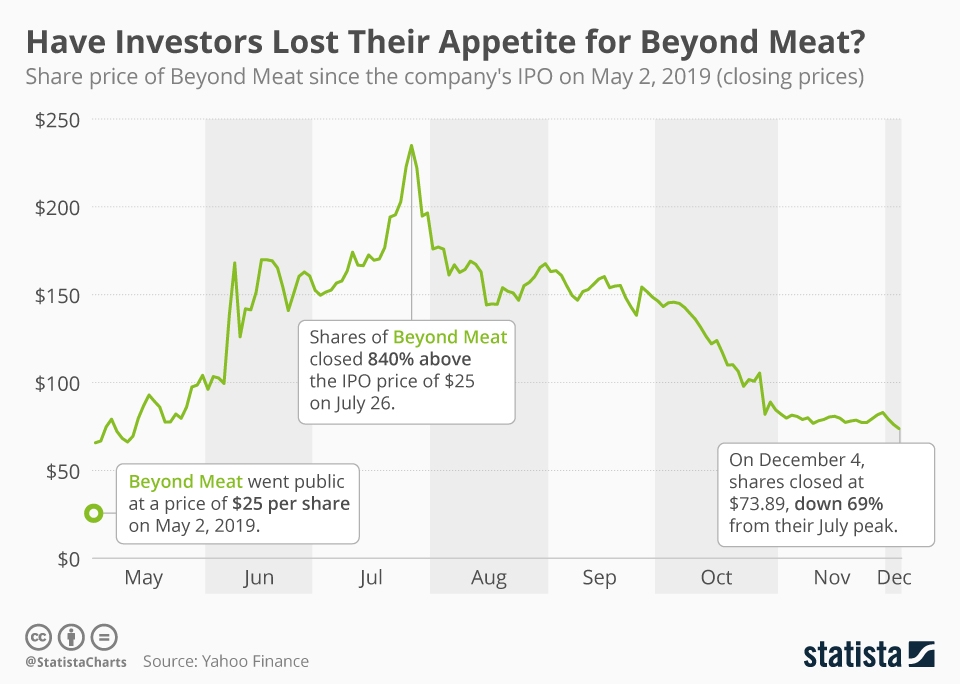 Have Investors Lost Their Appetite for Beyond Meat?
Share price of Beyond Meat since the company's IPO on May 2, 2019 (closing prices)
$250
$200
$150
$100
$50
$0
Shares of Beyond Meat
closed 840% above
the IPO price of $25
on July 26.
Beyond Meat went public
at a price of $25 per share
on May 2, 2019.
On December 4,
shares closed at
$73.89, down 69%
from their July peak.
May Jun Jul Aug Sep Oct Nov Dec
cc
@StatistaCharts Source: Yahoo Finance
statista